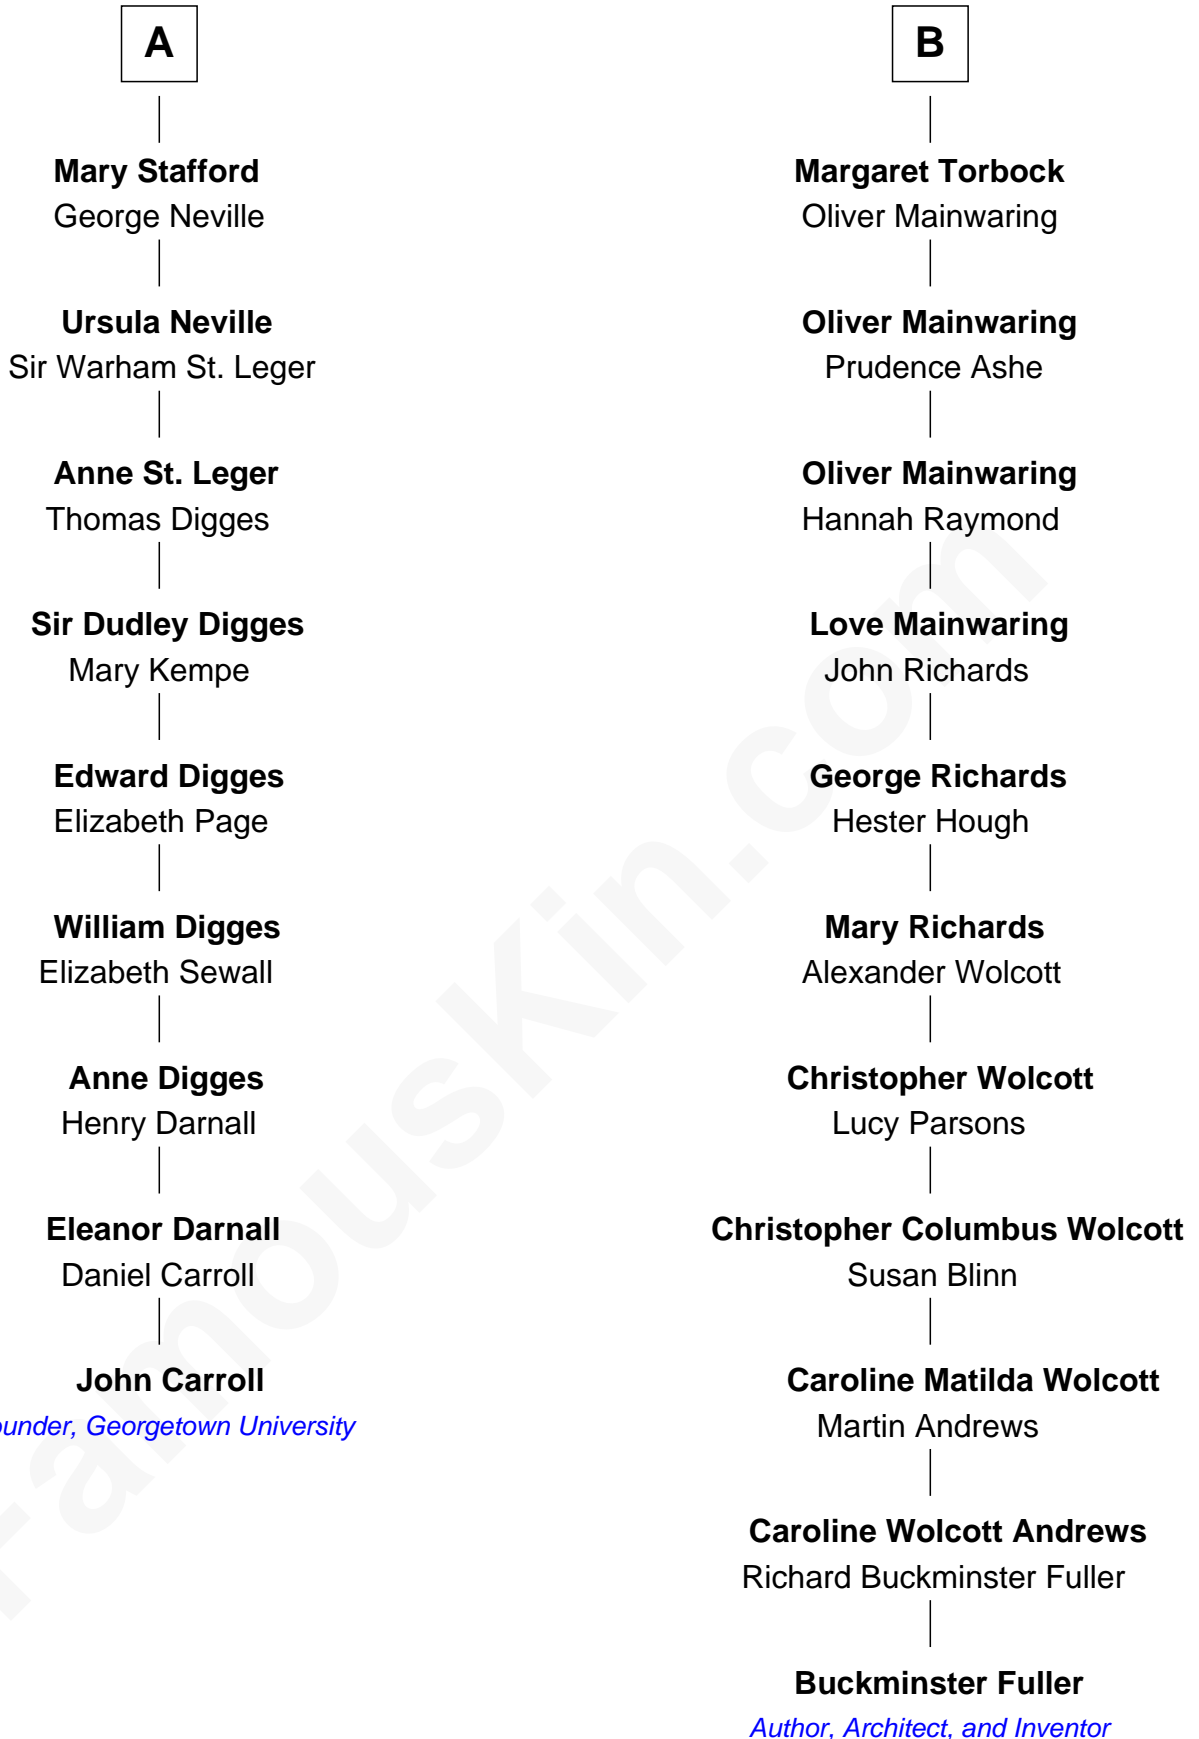 A
Mary Stafford
George Neville
Ursula Neville
Sir Warham St. Leger
Anne St. Leger
Thomas Digges
Sir Dudley Digges
Mary Kempe
Edward Digges
Elizabeth Page
William Digges
Elizabeth Sewall
Anne Digges
Henry Darnall
Eleanor Darnall
Daniel Carroll
John Carroll
Georgetown University
B
Margaret Torbock
Oliver Mainwaring
Oliver Mainwaring
Prudence Ashe
Oliver Mainwaring
Hannah Raymond
Love Mainwaring
John Richards
George Richards
Hester Hough
Mary Richards
Alexander Wolcott
Christopher Wolcott
Lucy Parsons
Christopher Columbus Wolcott
Susan Blinn
Caroline Matilda Wolcott
Martin Andrews
Caroline Wolcott Andrews
Richard Buckminster Fuller
Buckminster Fuller
Author, Architect, and Inventor
FamousKin.com